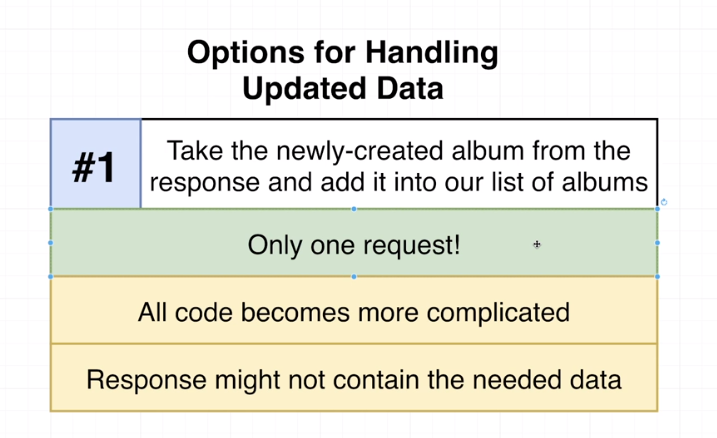 Options for Handling
Updated Data
#1
Take the newly-created album from the
response and add it into our list of albums
Only one request!
All code becomes more complicated
Response might not contain the needed data